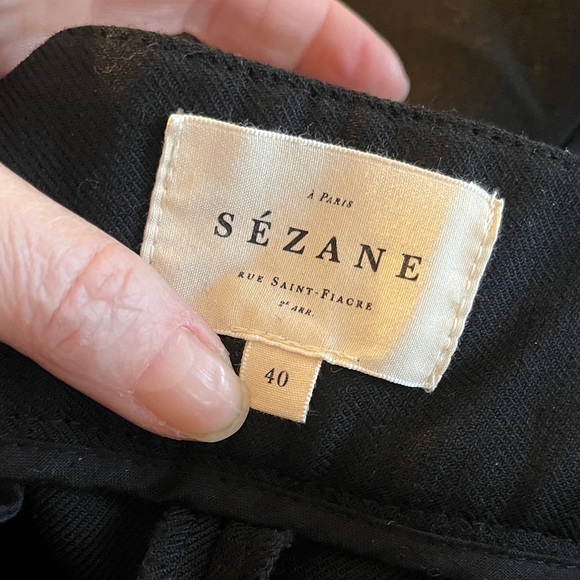 À PARIS
SÉZANE
RUE SAINT-FIACRE
2ᵉ ARR.
40